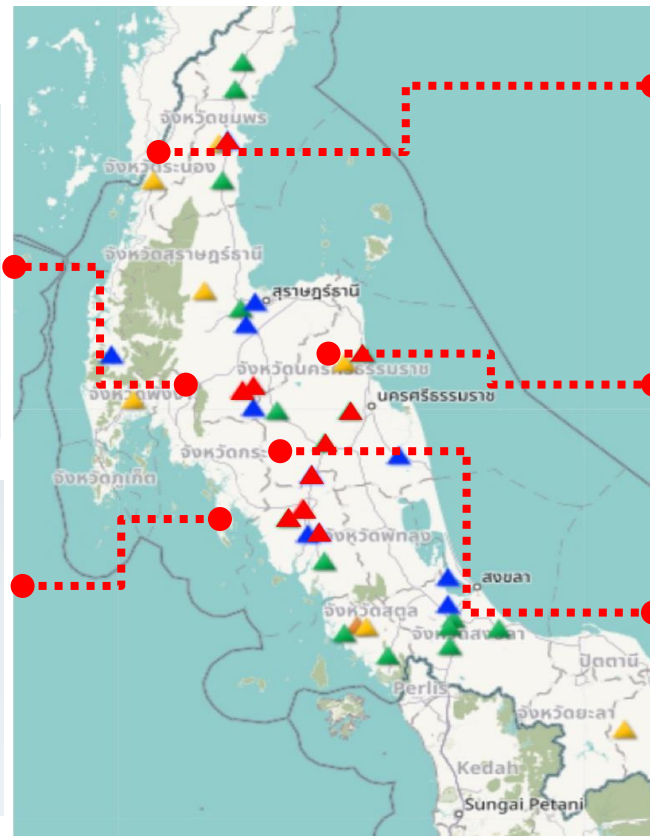 จังหวัดชุมพร
จังหวัดระนอง
จังหวัดสุราษฎร์ธานี
สุราษฎร์ธานี
จังหวัดนครศรีธรรมราช
จังหวัดพังงา
นครศรีธรรมราช
จังหวัดกระ
จังหวัดภูเก็ต
จังหวัดพัทลุง
สงขลา
จังหวัดสตูล
จังหวัดสงขลา
ปัตตานี
Perlis
จังหวัดยะลา
Kedah
Sungai Petani